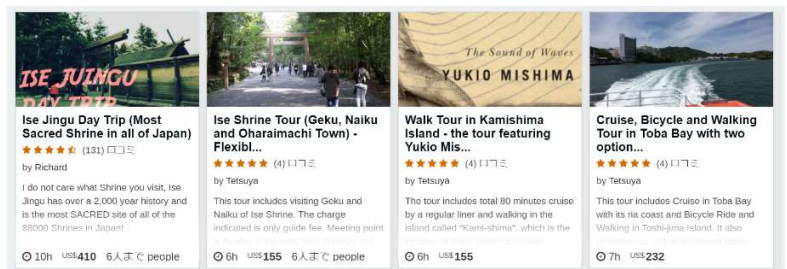 ISE JUINGU
DAY TRIP
Ise Jingu Day Trip (Most
Sacred Shrine in all of Japan)
(131) 口コミ
by Richard
I do not care what Shrine you visit, Ise
Jingu has over a 2,000 year history and
is the most SACRED site of all of the
88000 Shrines in Japan!
10h US$410 6人まで people
Ise Shrine Tour (Geku, Naiku
and Oharaimachi Town) -
Flexibl...
(4) 口コミ
by Tetsuya
This tour includes visiting Geku and
Naiku of Ise Shrine. The charge
indicated is only guide fee. Meeting point
6h US$155 6人まで people
The Sound of Waves
YUKIO MISHIMA
Walk Tour in Kamishima
Island - the tour featuring
Yukio Mis...
(4) 口コミ
by Tetsuya
The tour includes total 80 minutes cruise
by a regular liner and walking in the
island called "Kami-shima", which is the
6h US$155
Cruise, Bicycle and Walking
Tour in Toba Bay with two
option...
(4) 口コミ
by Tetsuya
This tour includes Cruise in Toba Bay
with its ria coast and Bicycle Ride and
Walking in Toshi-jima Island. It also
7h US$232